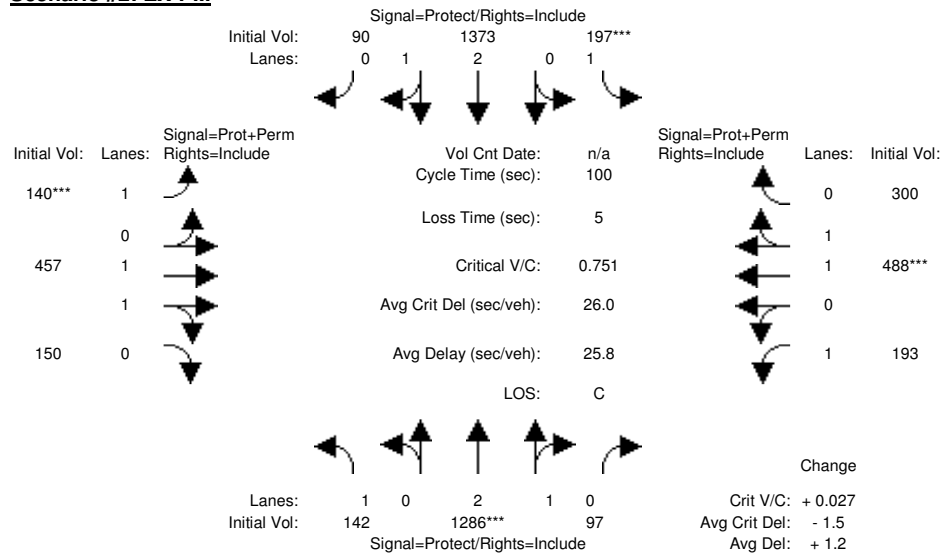 Scenario #2: EX PM
Signal=Protect/Rights=Include
Initial Vol: 90 1373 197***
Lanes: 0 1 2 0 1
Signal=Prot+Perm
Initial Vol: Lanes: Rights=Include
Vol Cnt Date: n/a
Signal=Prot+Perm
Rights=Include Lanes: Initial Vol:
Cycle Time (sec): 100
140*** 1
0 300
Loss Time (sec): 5
0
1
457 1
Critical V/C: 0.751
1 488***
1
Avg Crit Del (sec/veh): 26.0
0
150 0
Avg Delay (sec/veh): 25.8
1 193
LOS: C
Lanes: 1 0 2 1 0
Initial Vol: 142 1286*** 97
Signal=Protect/Rights=Include
Change
Crit V/C: + 0.027
Avg Crit Del: - 1.5
Avg Del: + 1.2